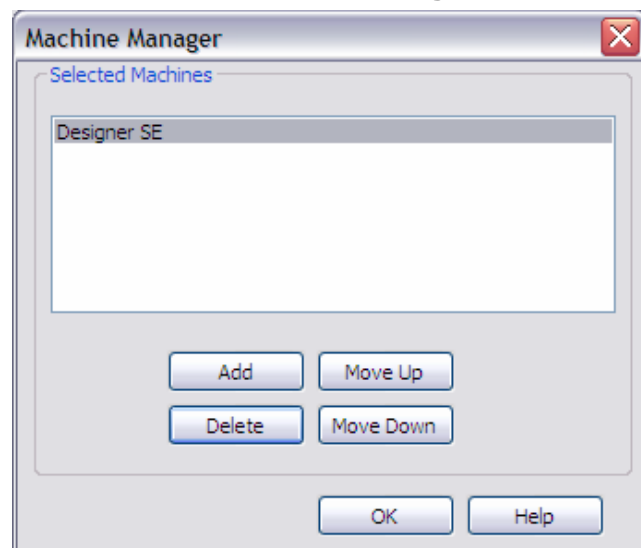 Machine Manager
Selected Machines
Designer SE
Add
Move Up
Delete
Move Down
OK
Help